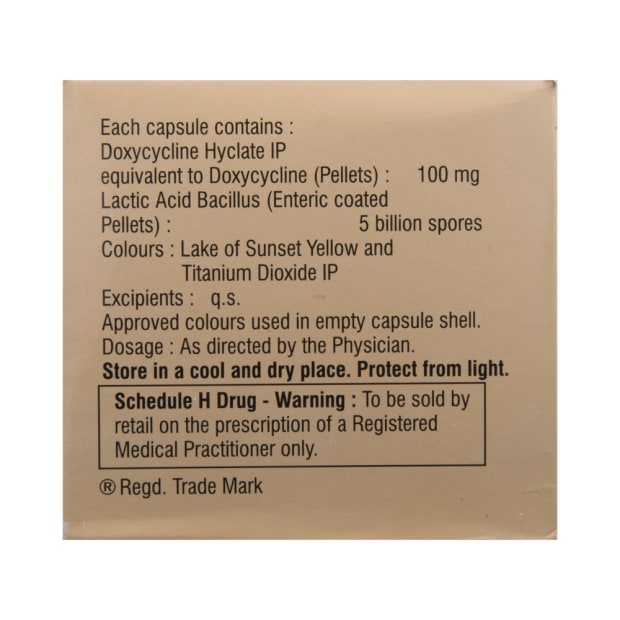 Each capsule contains :
Doxycycline Hyclate IP
equivalent to Doxycycline (Pellets) : 100 mg
Lactic Acid Bacillus (Enteric coated
Pellets) : 5 billion spores
Colours : Lake of Sunset Yellow and
Titanium Dioxide IP
Excipients : q.s.
Approved colours used in empty capsule shell.
Dosage : As directed by the Physician.
Store in a cool and dry place. Protect from light.
Schedule H Drug - Warning : To be sold by
retail on the prescription of a Registered
Medical Practitioner only.
® Regd. Trade Mark